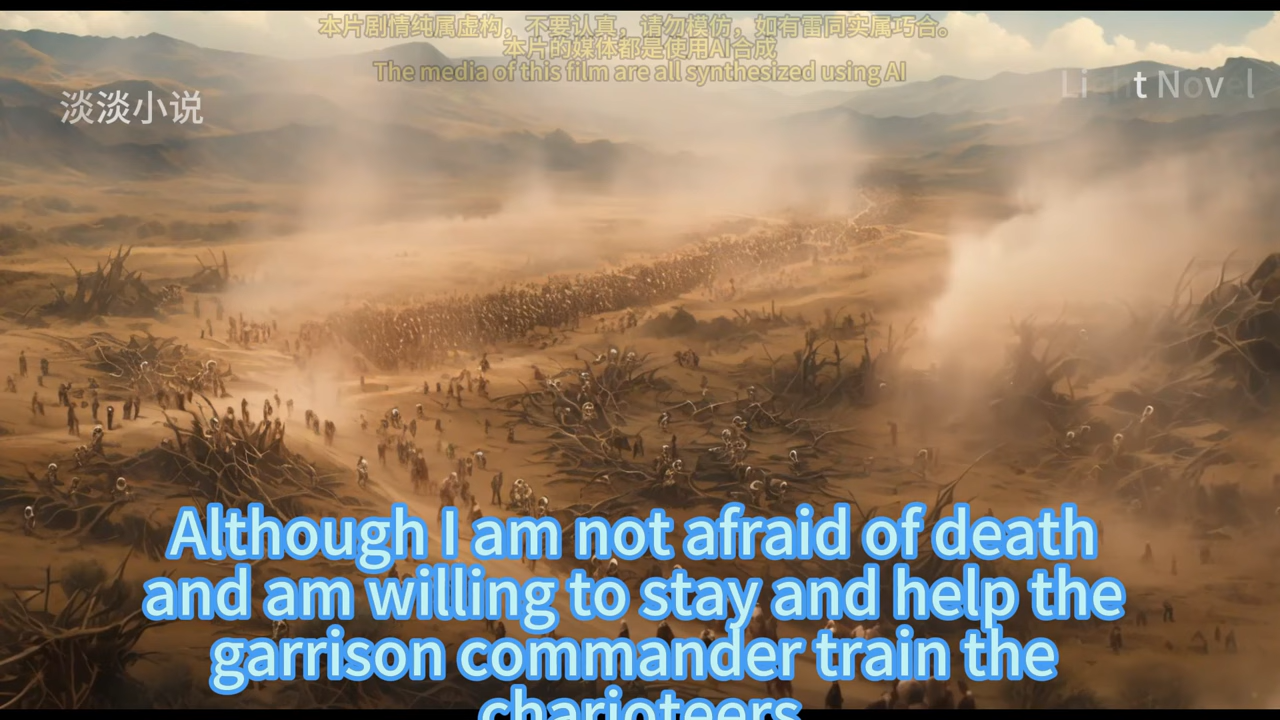 本片剧情纯属虚构，不要认真，请勿模仿，如有雷同实属巧合。
本片的媒体都是使用AI合成
The media of this film are all synthesized using AI
淡淡小说
Light Novel
Although I am not afraid of death
and am willing to stay and help the
garrison commander train the
charioteers